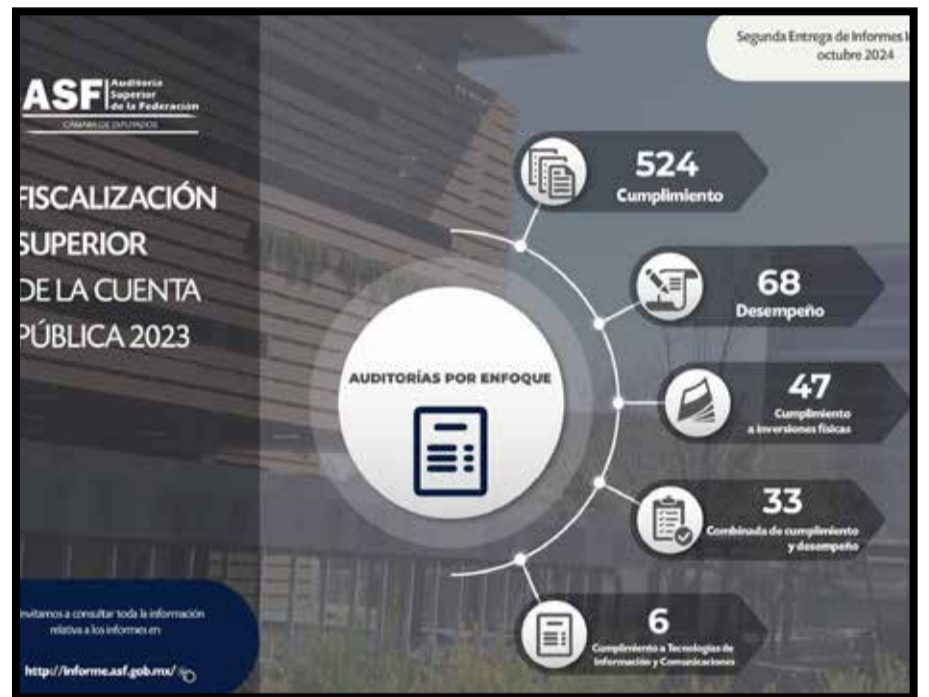 ASF
Auditoría
Superior
de la Federación
CÁMARA DE DIPUTADOS
FISCALIZACIÓN
SUPERIOR
DE LA CUENTA
PÚBLICA 2023
Segunda Entrega de Informes
octubre 2024
AUDITORÍAS POR ENFOQUE
524
Cumplimiento
68
Desempeño
47
Cumplimiento
a inversiones físicas
33
Combinada de cumplimiento
y desempeño
6
Cumplimiento a Tecnologías de
Información y Comunicaciones
invitamos a consultar toda la información
relativa a los informes en
http://informe.asf.gob.mx/